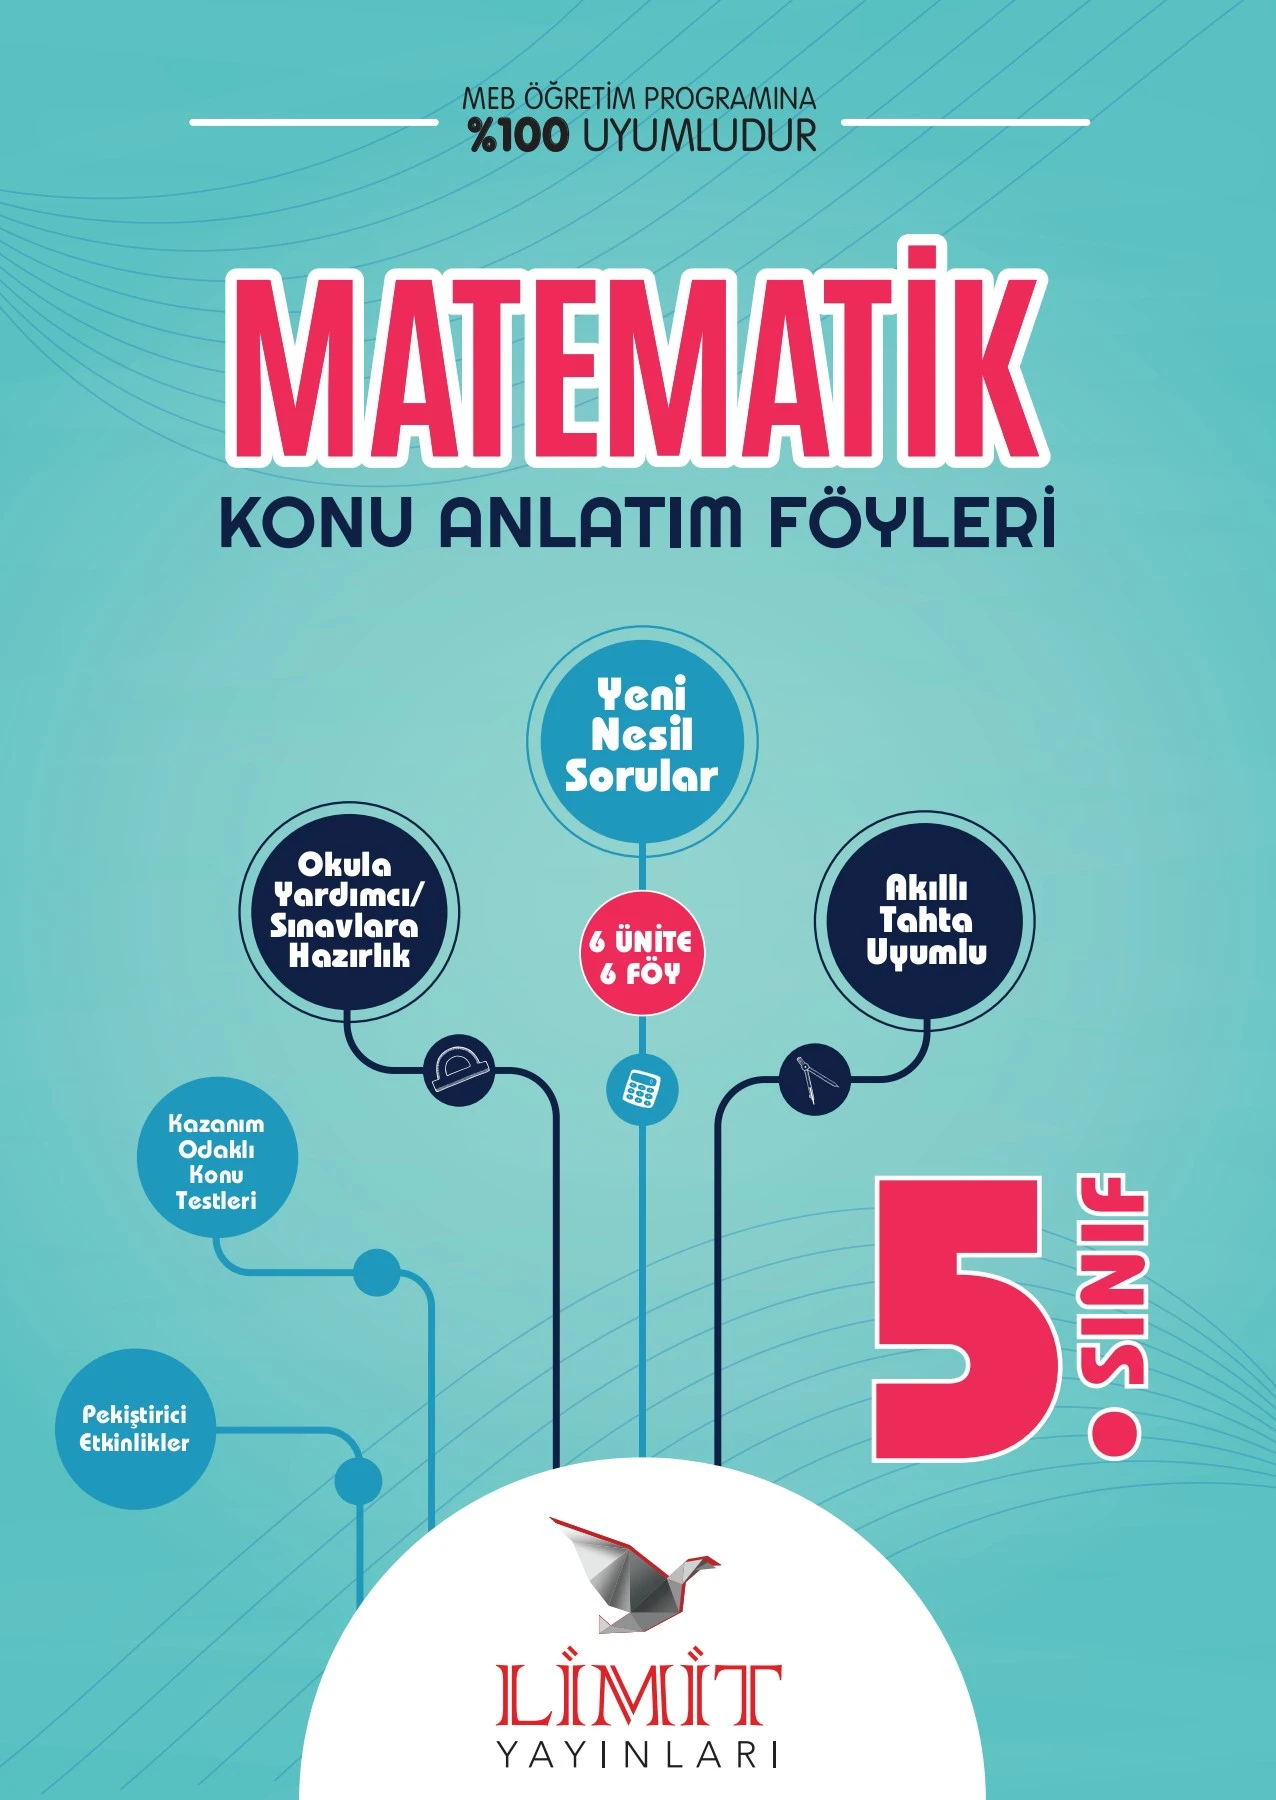 MEB ÖĞRETİM PROGRAMINA
%100 UYUMLUDUR
MATEMATİK
KONU ANLATIM FÖYLERİ
Yeni
Nesil
Sorular
Okula
Yardımcı/
Sınavlara
Hazırlık
6 ÜNİTE
6 FÖY
Akıllı
Tahta
Uyumlu
Kazanım
Odaklı
Konu
Testleri
Pekiştirici
Etkinlikler
5. SINIF
LİMİT
YAYINLARI